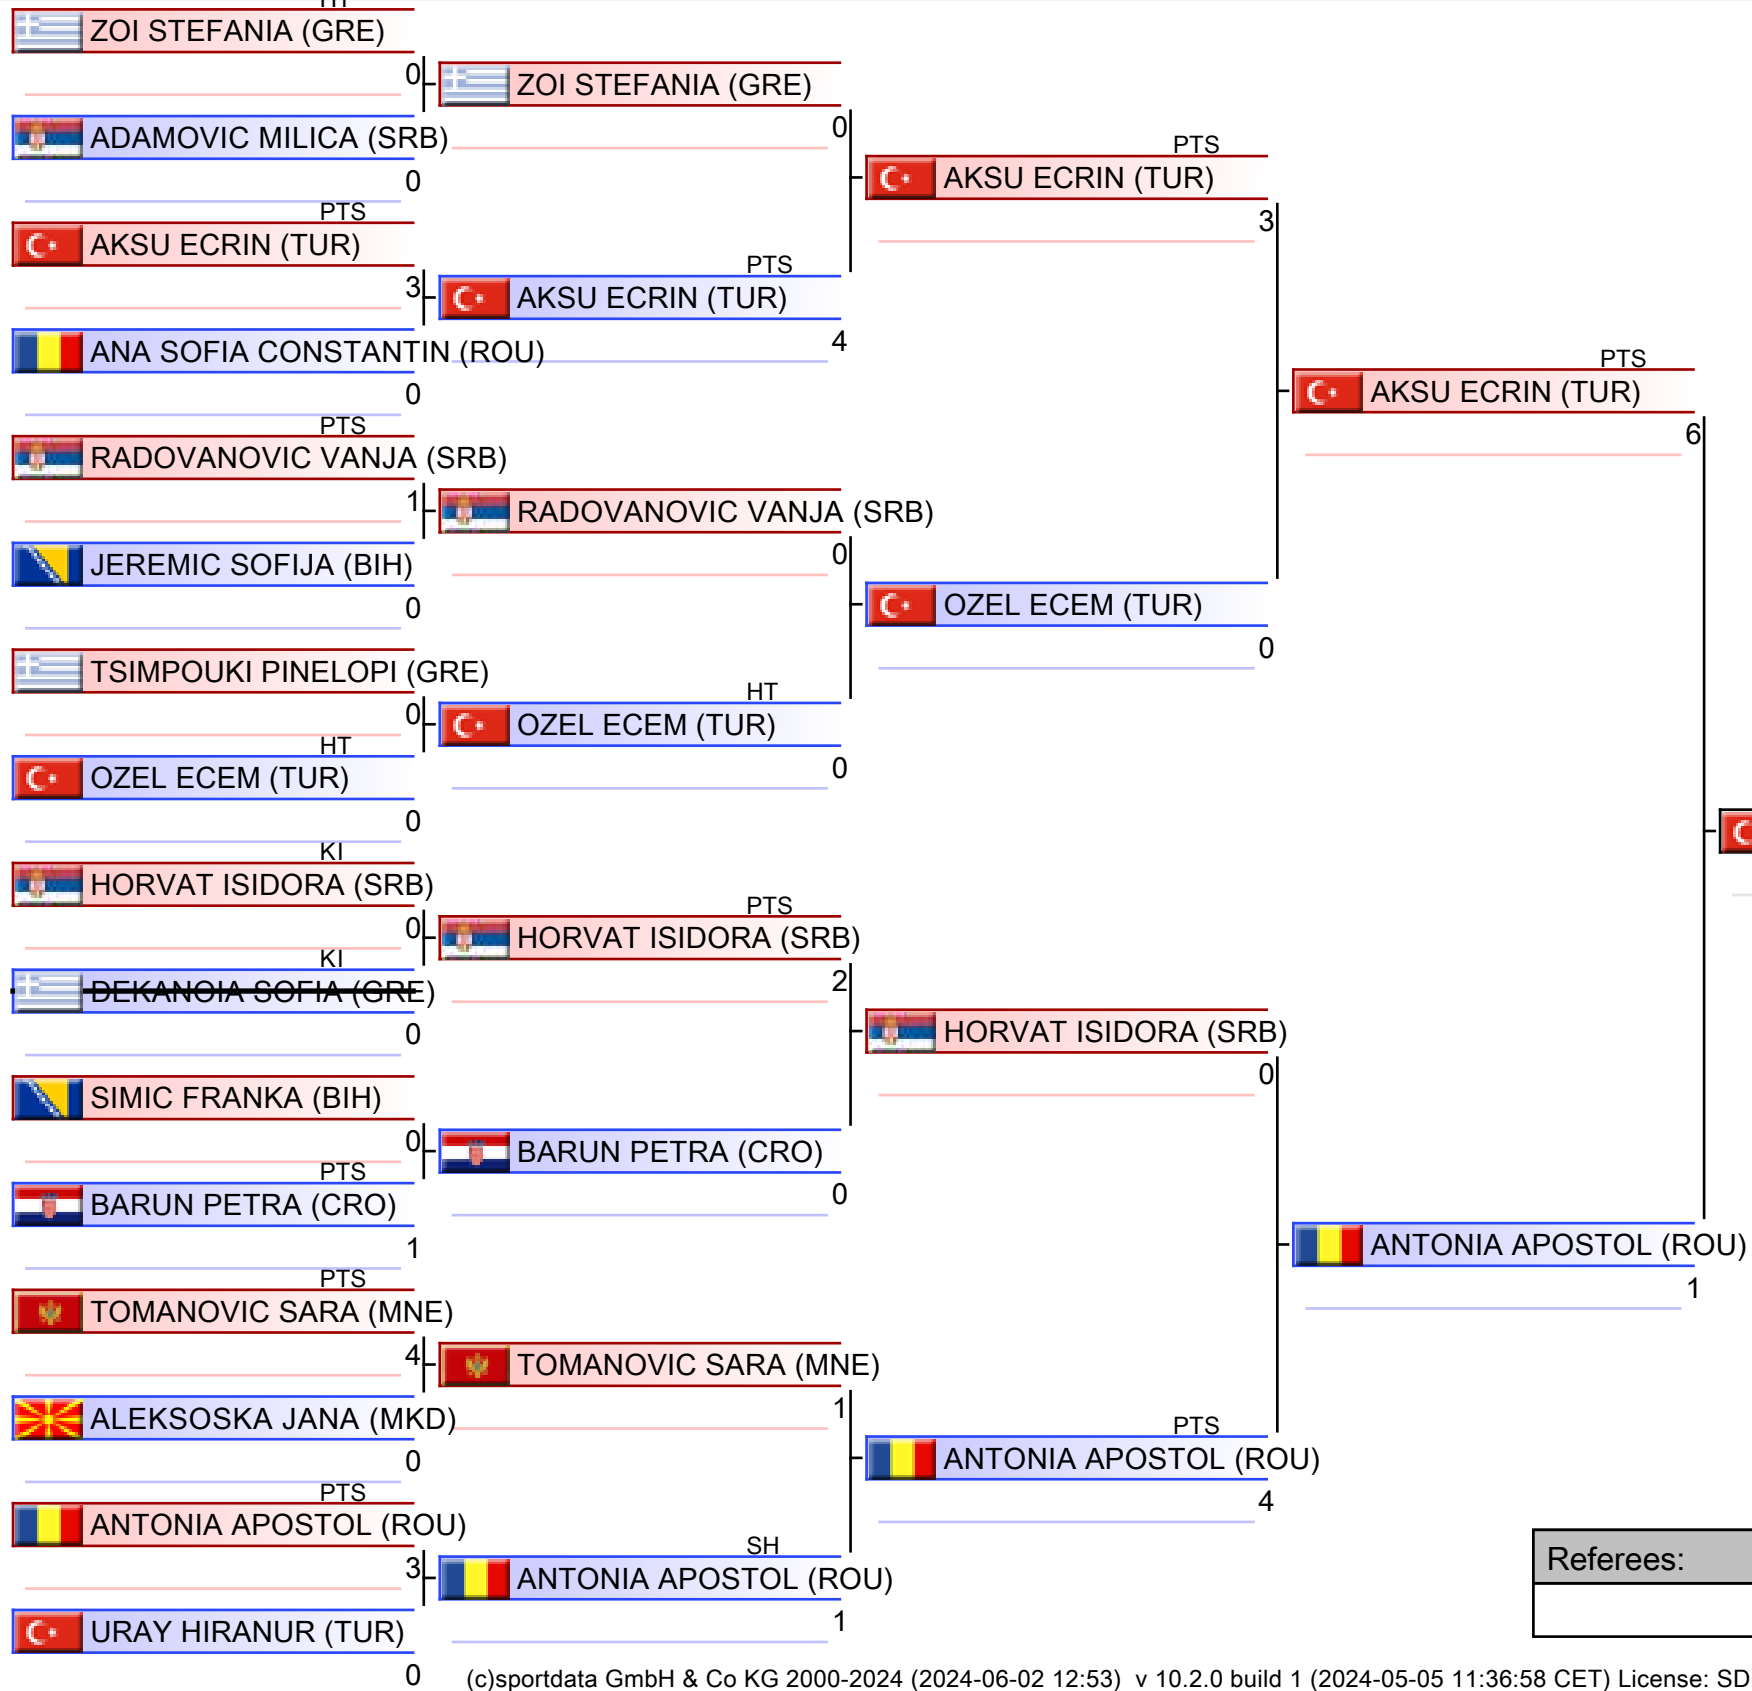 HT
ZOI STEFANIA (GRE)
0
ADAMOVIC MILICA (SRB)
0
PTS
AKSU ECRIN (TUR)
3
ANA SOFIA CONSTANTIN (ROU)
0
PTS
RADOVANOVIC VANJA (SRB)
1
JEREMIC SOFIJA (BIH)
0
TSIMPOUKI PINELOPI (GRE)
0
HT
OZEL ECEM (TUR)
0
KI
HORVAT ISIDORA (SRB)
0
KI
DEKANOIA SOFIA (GRE)
0
SIMIC FRANKA (BIH)
0
PTS
BARUN PETRA (CRO)
1
PTS
TOMANOVIC SARA (MNE)
4
ALEKSOSKA JANA (MKD)
0
PTS
ANTONIA APOSTOL (ROU)
3
URAY HIRANUR (TUR)
0
ZOI STEFANIA (GRE)
0
PTS
AKSU ECRIN (TUR)
4
RADOVANOVIC VANJA (SRB)
0
HT
OZEL ECEM (TUR)
0
PTS
HORVAT ISIDORA (SRB)
2
BARUN PETRA (CRO)
0
TOMANOVIC SARA (MNE)
1
SH
ANTONIA APOSTOL (ROU)
1
PTS
AKSU ECRIN (TUR)
3
OZEL ECEM (TUR)
0
HORVAT ISIDORA (SRB)
0
PTS
ANTONIA APOSTOL (ROU)
4
PTS
AKSU ECRIN (TUR)
6
ANTONIA APOSTOL (ROU)
1
Referees:
(c)sportdata GmbH & Co KG 2000-2024 (2024-06-02 12:53) v 10.2.0 build 1 (2024-05-05 11:36:58 CET) License: SD